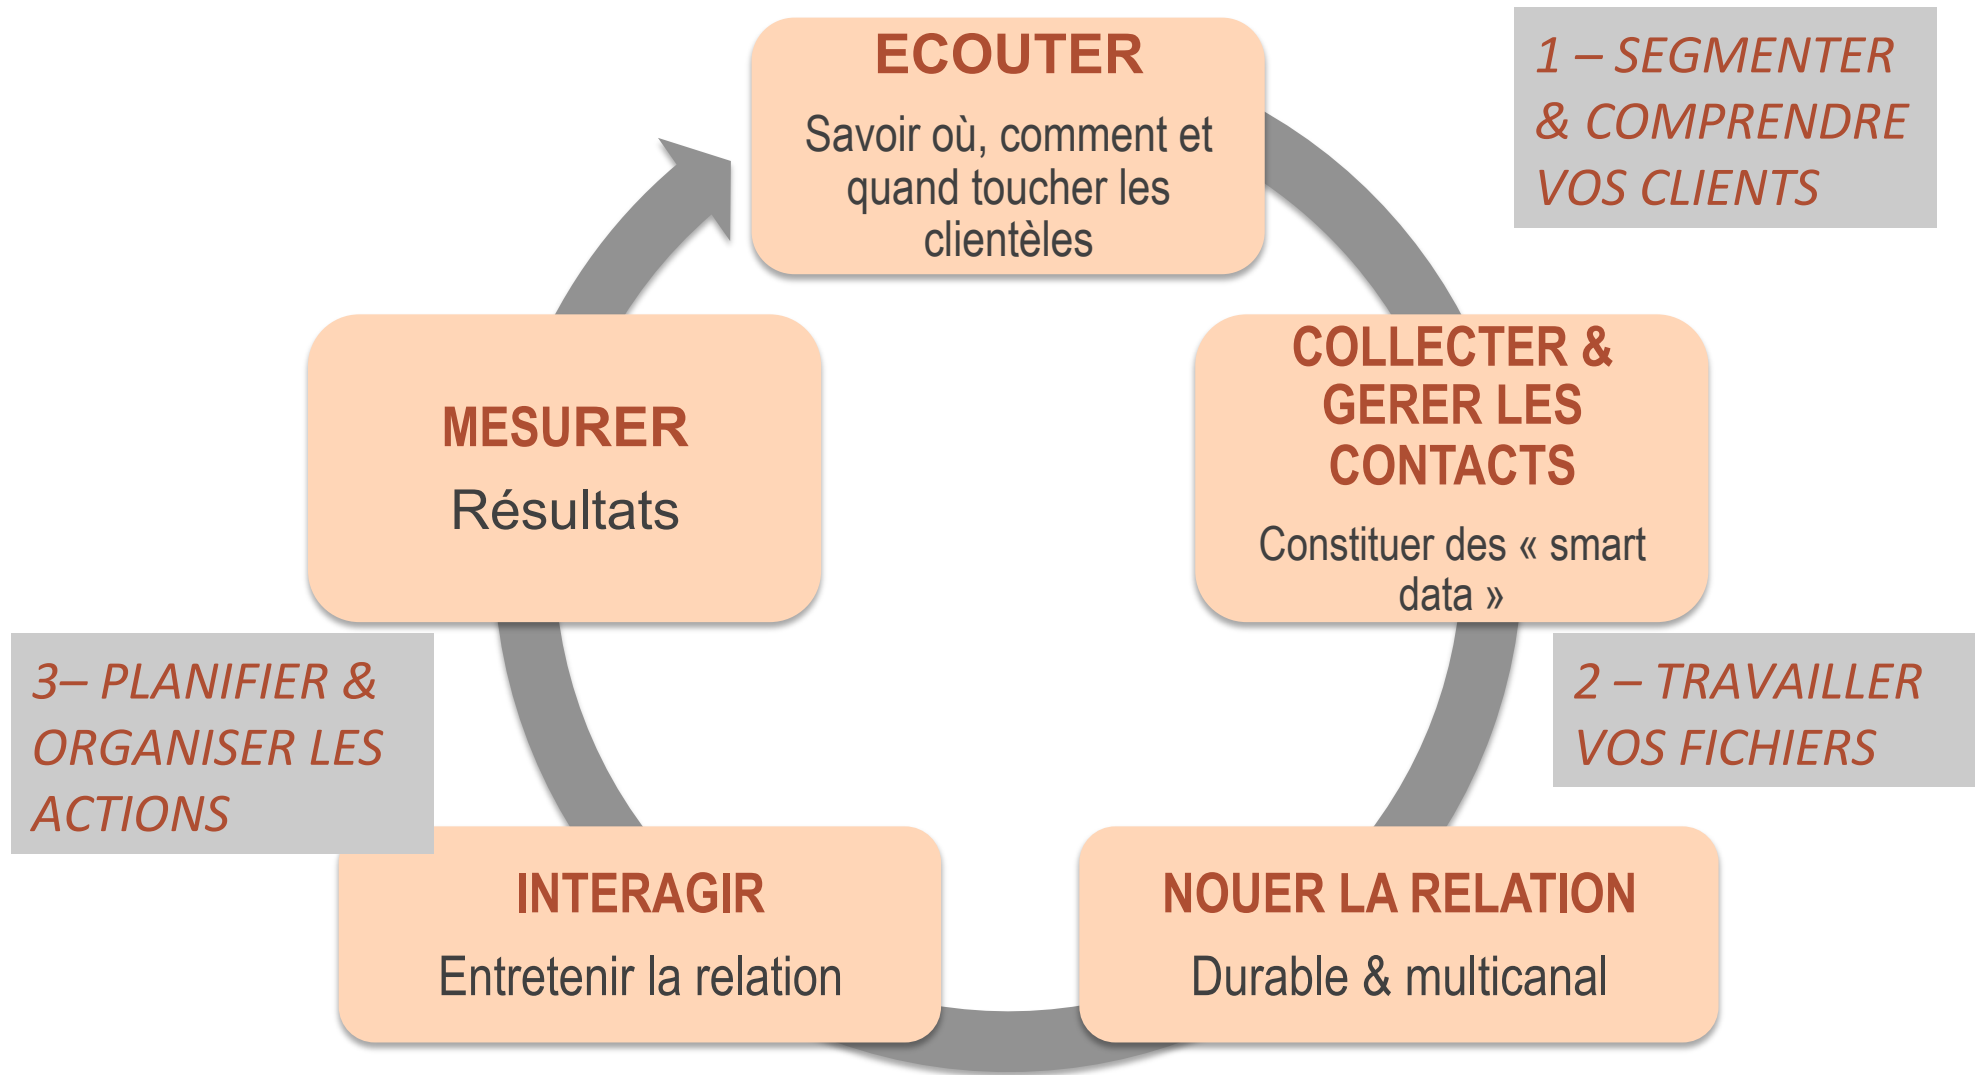 ECOUTER
Savoir où, comment et
quand toucher les
clientèles
1 – SEGMENTER
& COMPRENDRE
VOS CLIENTS
COLLECTER &
GERER LES
CONTACTS
Constituer des « smart
data »
2 – TRAVAILLER
VOS FICHIERS
NOUER LA RELATION
Durable & multicanal
INTERAGIR
Entretenir la relation
3– PLANIFIER &
ORGANISER LES
ACTIONS
MESURER
Résultats